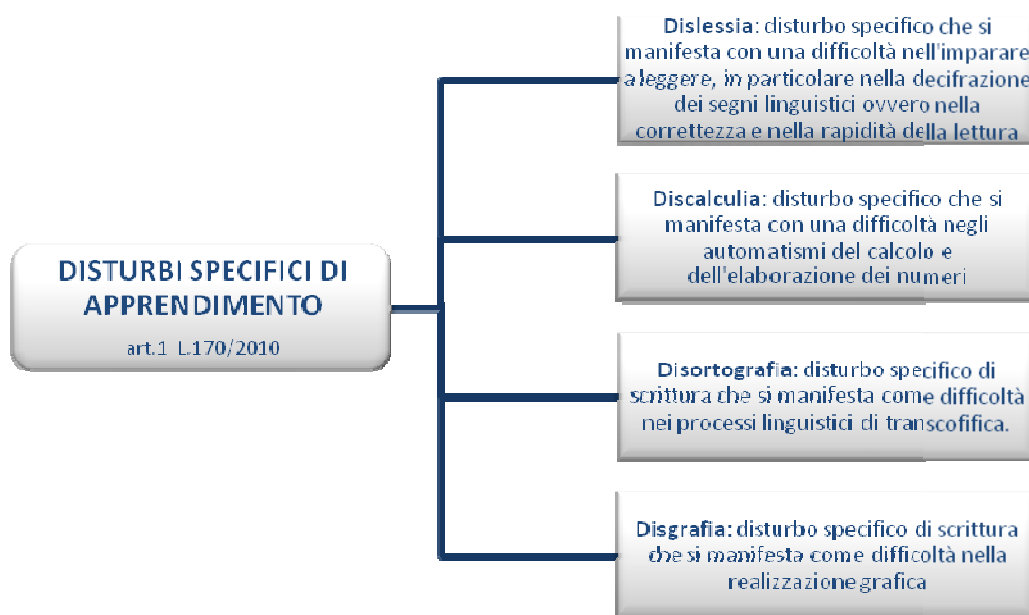 DISTURBI SPECIFICI DI
APPRENDIMENTO
art.1 L.170/2010
Dislessia: disturbo specifico che si
manifesta con una difficoltà nell'imparare
a leggere, in particolare nella decifrazione
dei segni linguistici ovvero nella
correttezza e nella rapidità della lettura
Discalculia: disturbo specifico che si
manifesta con una difficoltà negli
automatismi del calcolo e
dell'elaborazione dei numeri
Disortografia: disturbo specifico di
scrittura che si manifesta come difficoltà
nei processi linguistici di transcofifica.
Disgrafia: disturbo specifico di scrittura
che si manifesta come difficoltà nella
realizzazione grafica